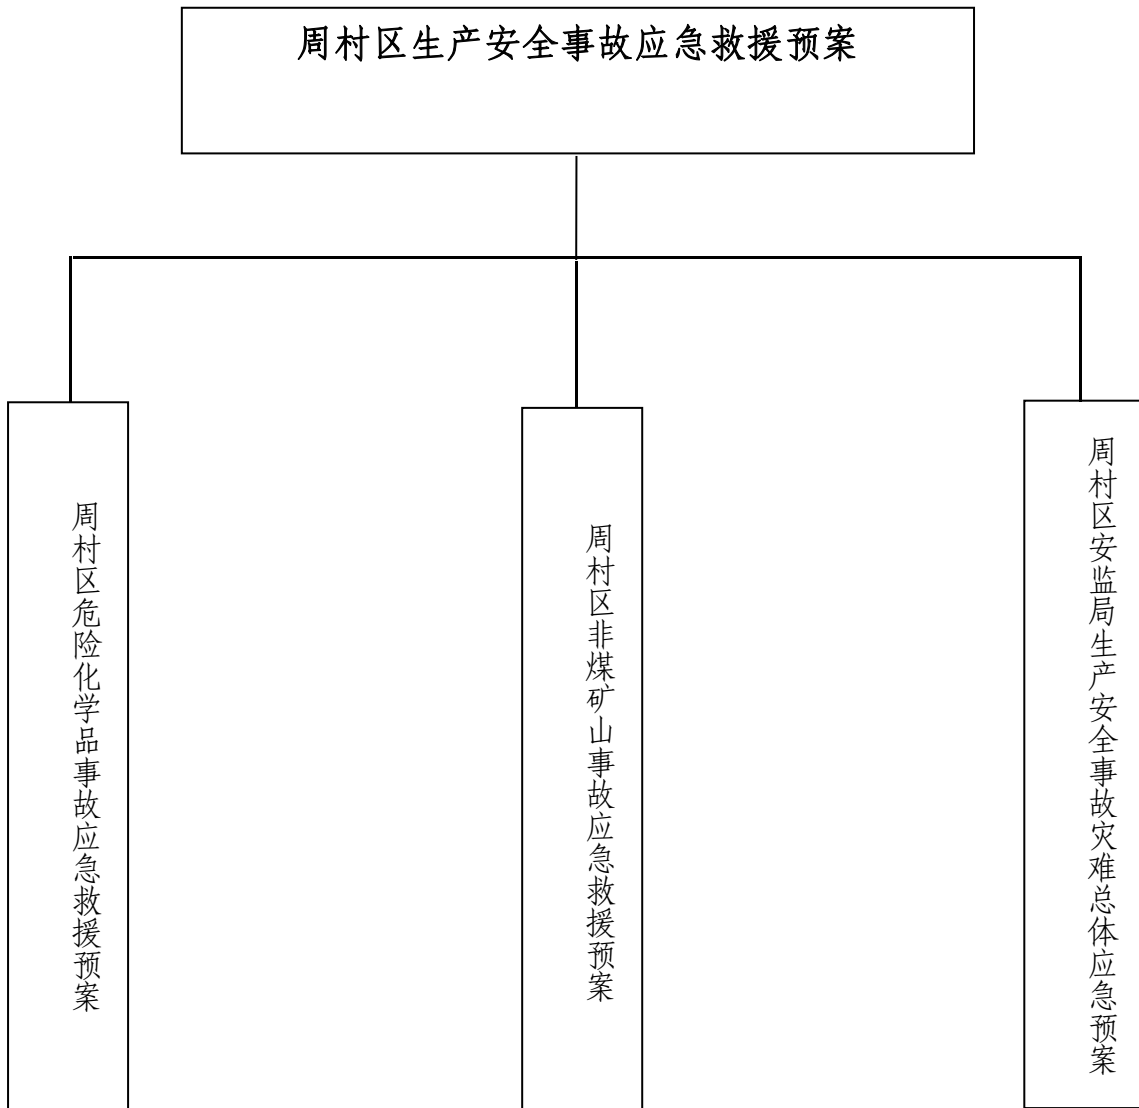 周村区生产安全事故应急救援预案
周村区危险化学品事故应急救援预案
周村区非煤矿山事故应急救援预案
周村区安监局生产安全事故灾难总体应急预案